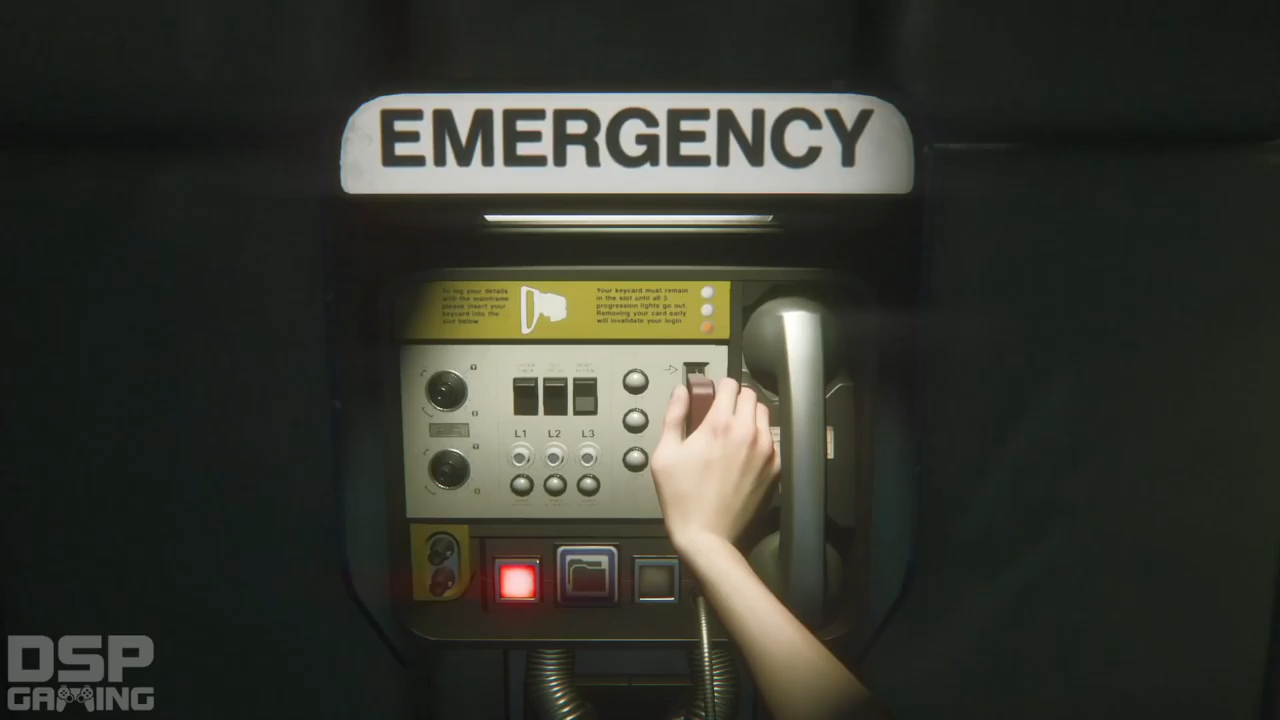 EMERGENCY
To log your details
with the mainframe
please insert your
keycard into the
slot below
Your keycard must remain
in the slot until all 3
progression lights go out.
Removing your card early
will invalidate your login
L1 L2 L3
DSP
GAMING